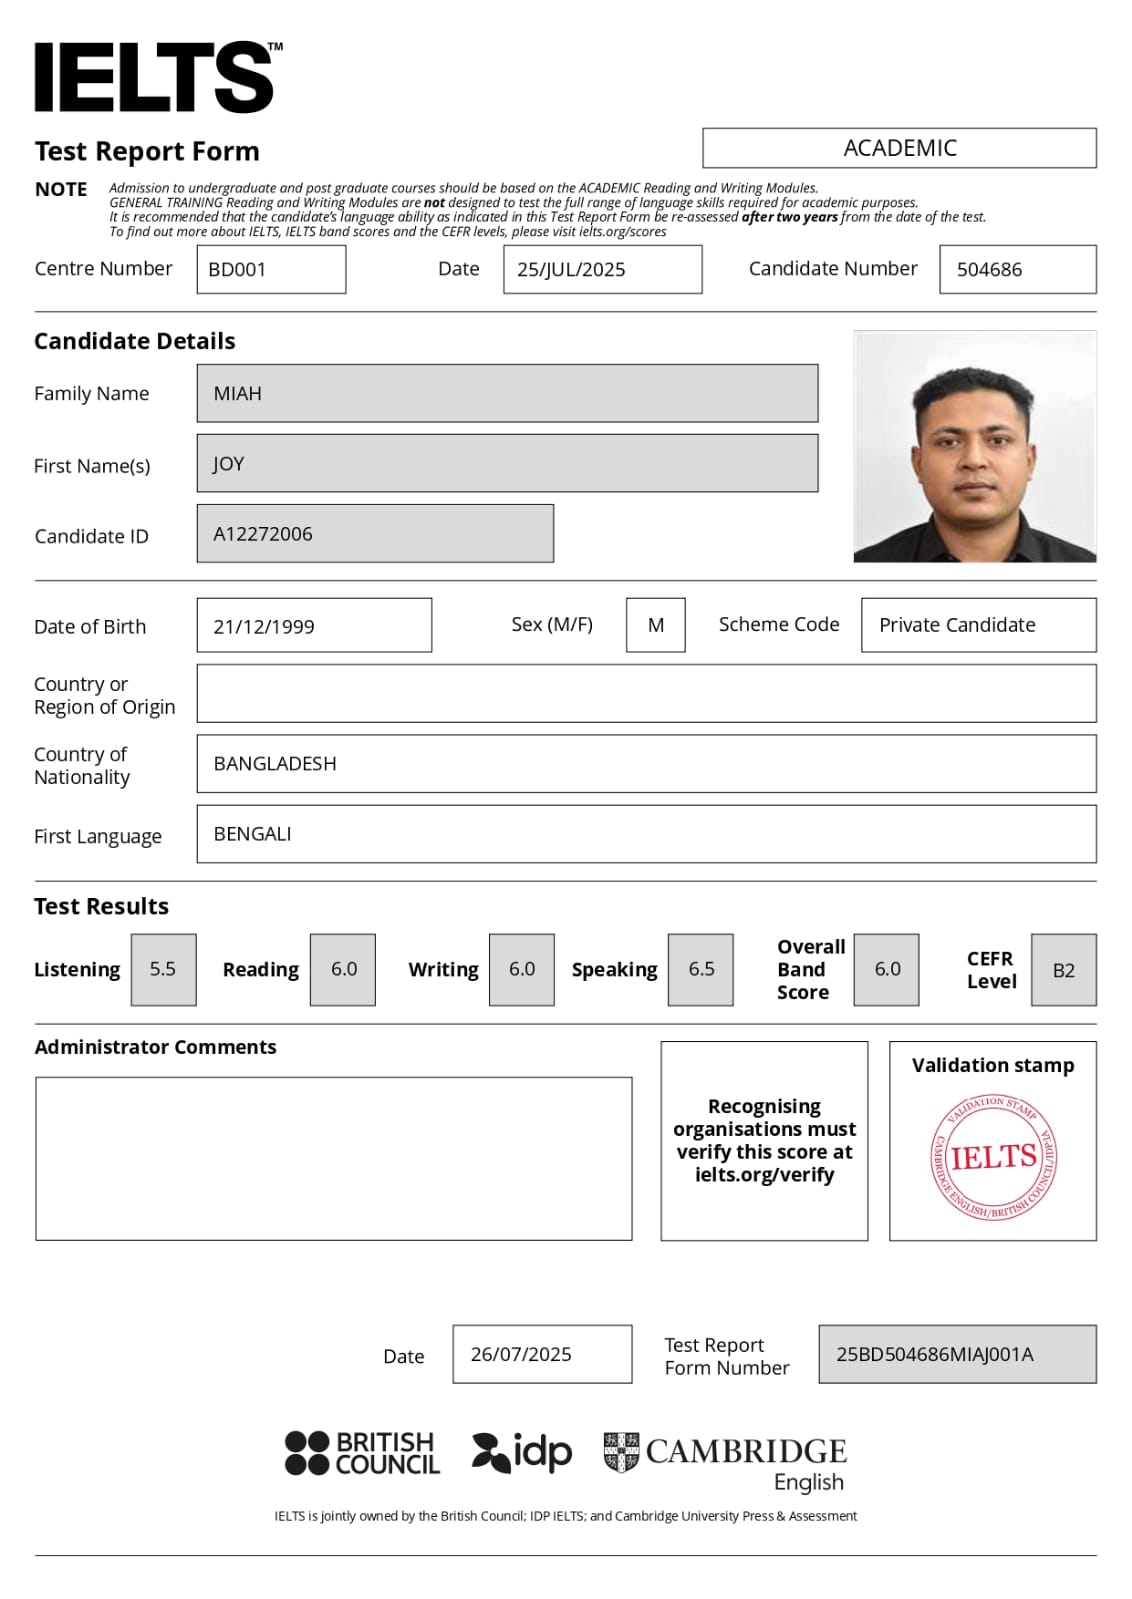 IELTS™
Test Report Form
ACADEMIC
NOTE
Admission to undergraduate and post graduate courses should be based on the ACADEMIC Reading and Writing Modules.
GENERAL TRAINING Reading and Writing Modules are not designed to test the full range of language skills required for academic purposes.
It is recommended that the candidate's language ability as indicated in this Test Report Form be re-assessed after two years from the date of the test.
To find out more about IELTS, IELTS band scores and the CEFR levels, please visit ielts.org/scores
Centre Number BD001 Date 25/JUL/2025 Candidate Number 504686
Candidate Details
Family Name MIAH
First Name(s) JOY
Candidate ID A12272006
Date of Birth 21/12/1999 Sex (M/F) M Scheme Code Private Candidate
Country or
Region of Origin
Country of
Nationality
BANGLADESH
First Language BENGALI
Test Results
Listening 5.5 Reading 6.0 Writing 6.0 Speaking 6.5
Overall
Band
Score
6.0
CEFR
Level
B2
Administrator Comments
Recognising
organisations must
verify this score at
ielts.org/verify
Validation stamp
VALIDATION STAMP
IELTS
CAMBRIDGE ENGLISH/BRITISH COUNCIL/IDPIA
Date 26/07/2025
Test Report
Form Number
25BD504686MIAJ001A
BRITISH
COUNCIL
idp
CAMBRIDGE
English
IELTS is jointly owned by the British Council; IDP IELTS; and Cambridge University Press & Assessment